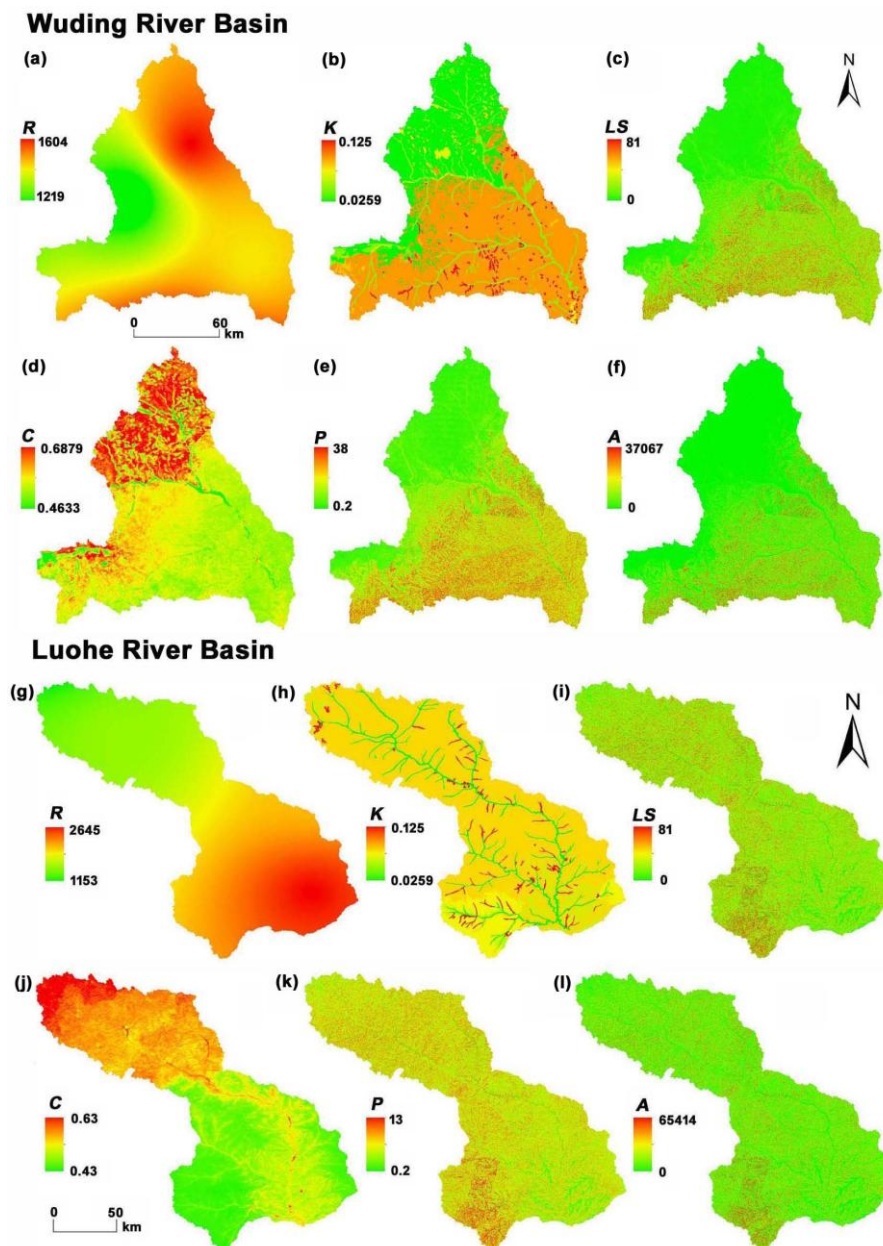 Wuding River Basin
(a)
(b)
(c)
N
R
1604
1219
K
0.125
0.0259
LS
81
0
0 60
km
(d)
(e)
(f)
C
0.6879
0.4633
P
38
0.2
A
37067
0
Luohe River Basin
(g)
(h)
(i)
N
R
2645
1153
K
0.125
0.0259
LS
81
0
(j)
(k)
(l)
C
0.63
0.43
P
13
0.2
A
65414
0
0 50
km